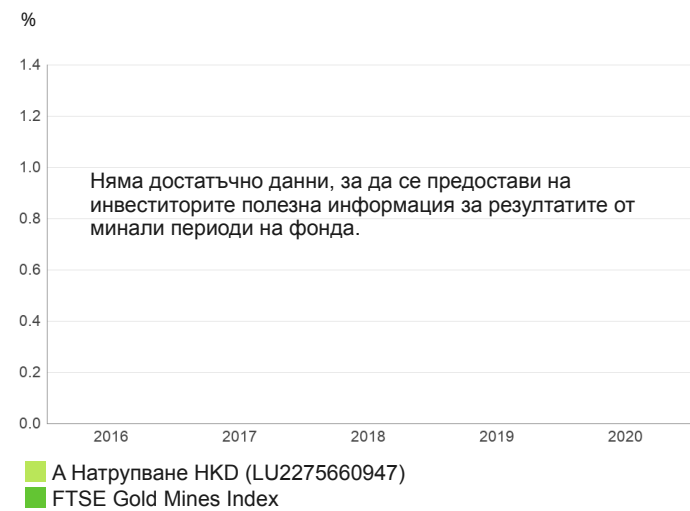 %
1.4
1.2
1.0
Няма достатъчно данни, за да се предостави на
инвеститорите полезна информация за резултатите от
минали периоди на фонда.
0.8
0.6
0.4
0.2
0.0
2016 2017 2018 2019 2020
А Натрупване HKD (LU2275660947)
FTSE Gold Mines Index